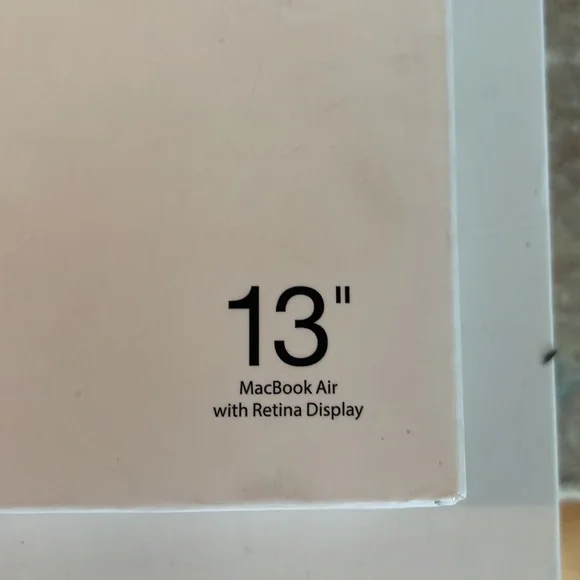 13"
MacBook Air
with Retina Display